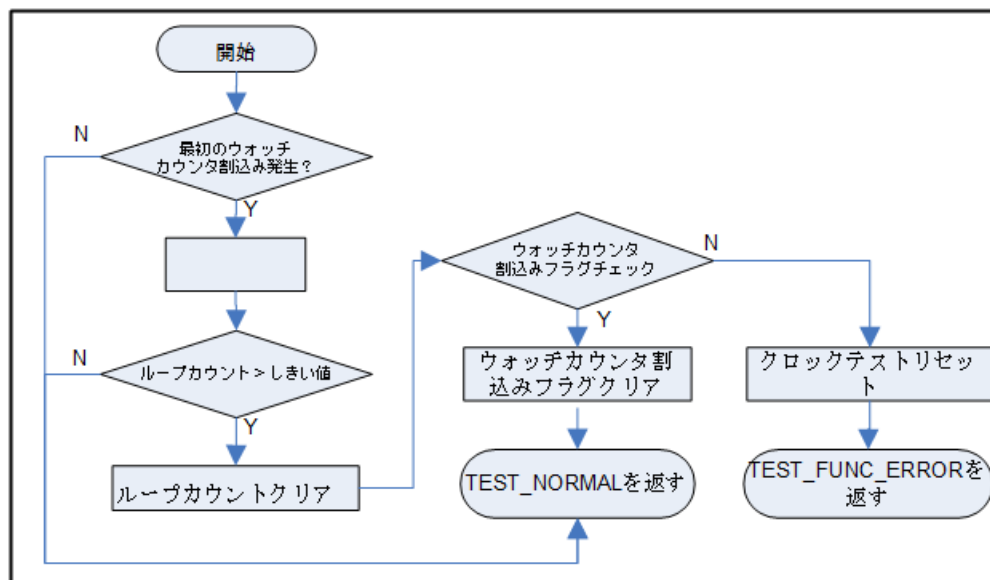 開始
N
最初のウォッチ
カウンタ割込み発生？
Y
N
ループカウント＞しきい値
Y
ループカウントクリア
ウォッチカウンタ
割込みフラグチェック
N
Y
ウォッチカウンタ割
込みフラグクリア
TEST_NORMALを返す
クロックテストリセッ
ト
TEST_FUNC_ERRORを
返す